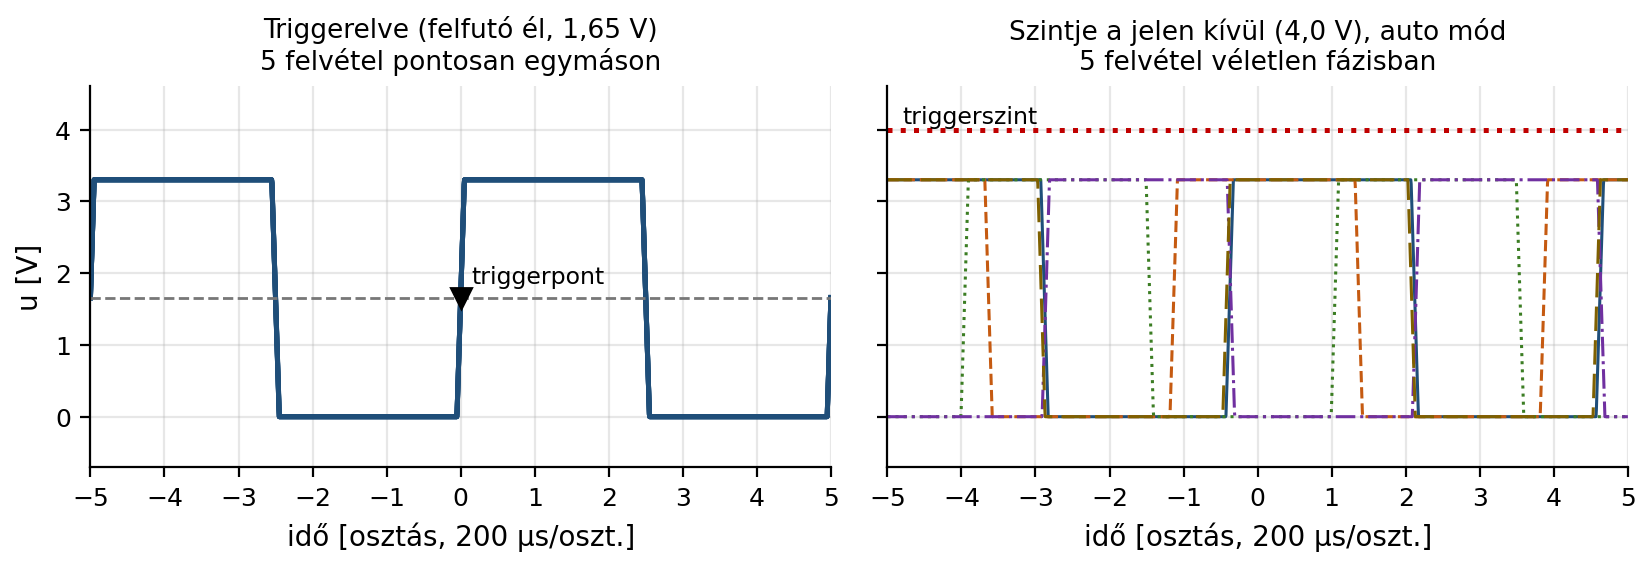 Triggerelve (felfutó él, 1,65 V)
5 felvétel pontosan egymáson
u [V]
4
3
2
1
0
triggerpont
−5 −4 −3 −2 −1 0 1 2 3 4 5
idő [osztás, 200 µs/oszt.]
Szintje a jelen kívül (4,0 V), auto mód
5 felvétel véletlen fázisban
triggerszint
−5 −4 −3 −2 −1 0 1 2 3 4 5
idő [osztás, 200 µs/oszt.]